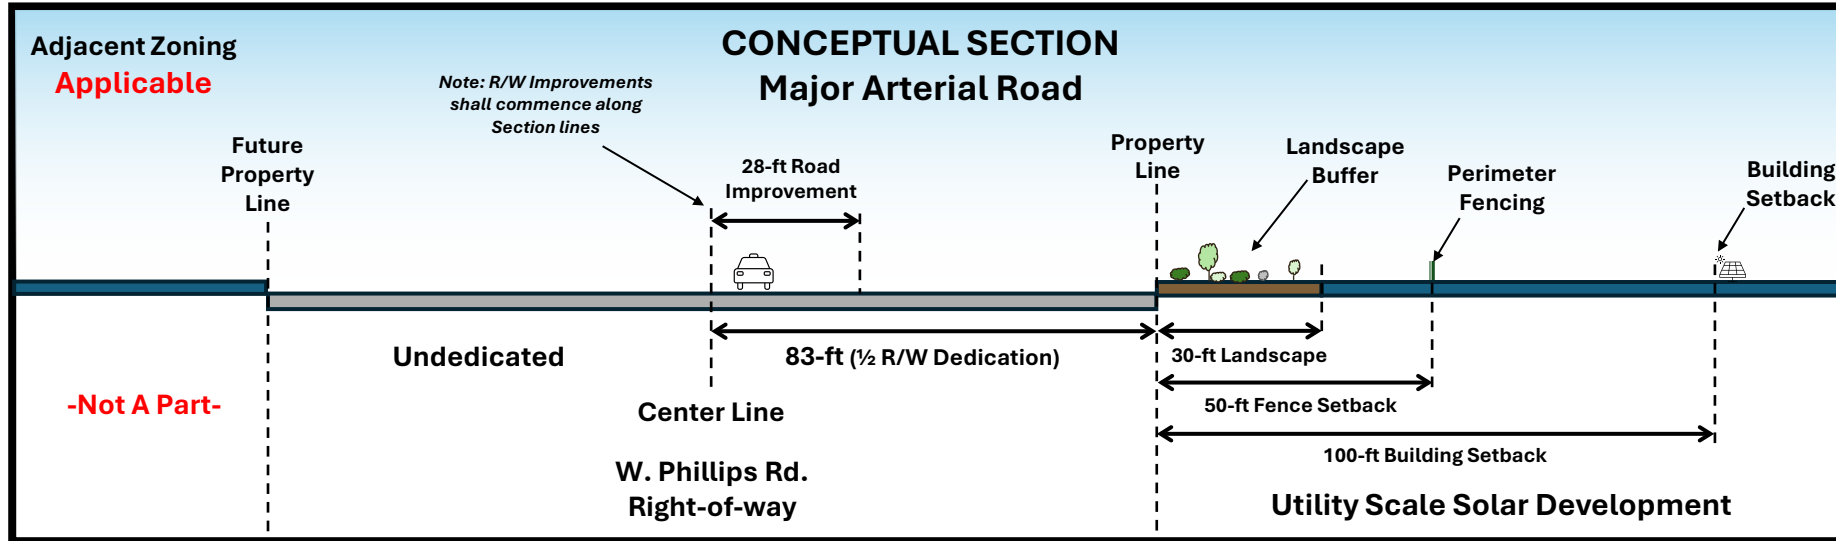 Adjacent Zoning
Applicable
CONCEPTUAL SECTION
Major Arterial Road
Note: R/W Improvements
shall commence along
Section lines
Future
Property
Line
28-ft Road
Improvement
Property
Line
Landscape
Buffer
Perimeter
Fencing
Building
Setback
Undedicated
83-ft (½ R/W Dedication)
30-ft Landscape
-Not A Part-
Center Line
50-ft Fence Setback
100-ft Building Setback
W. Phillips Rd.
Right-of-way
Utility Scale Solar Development